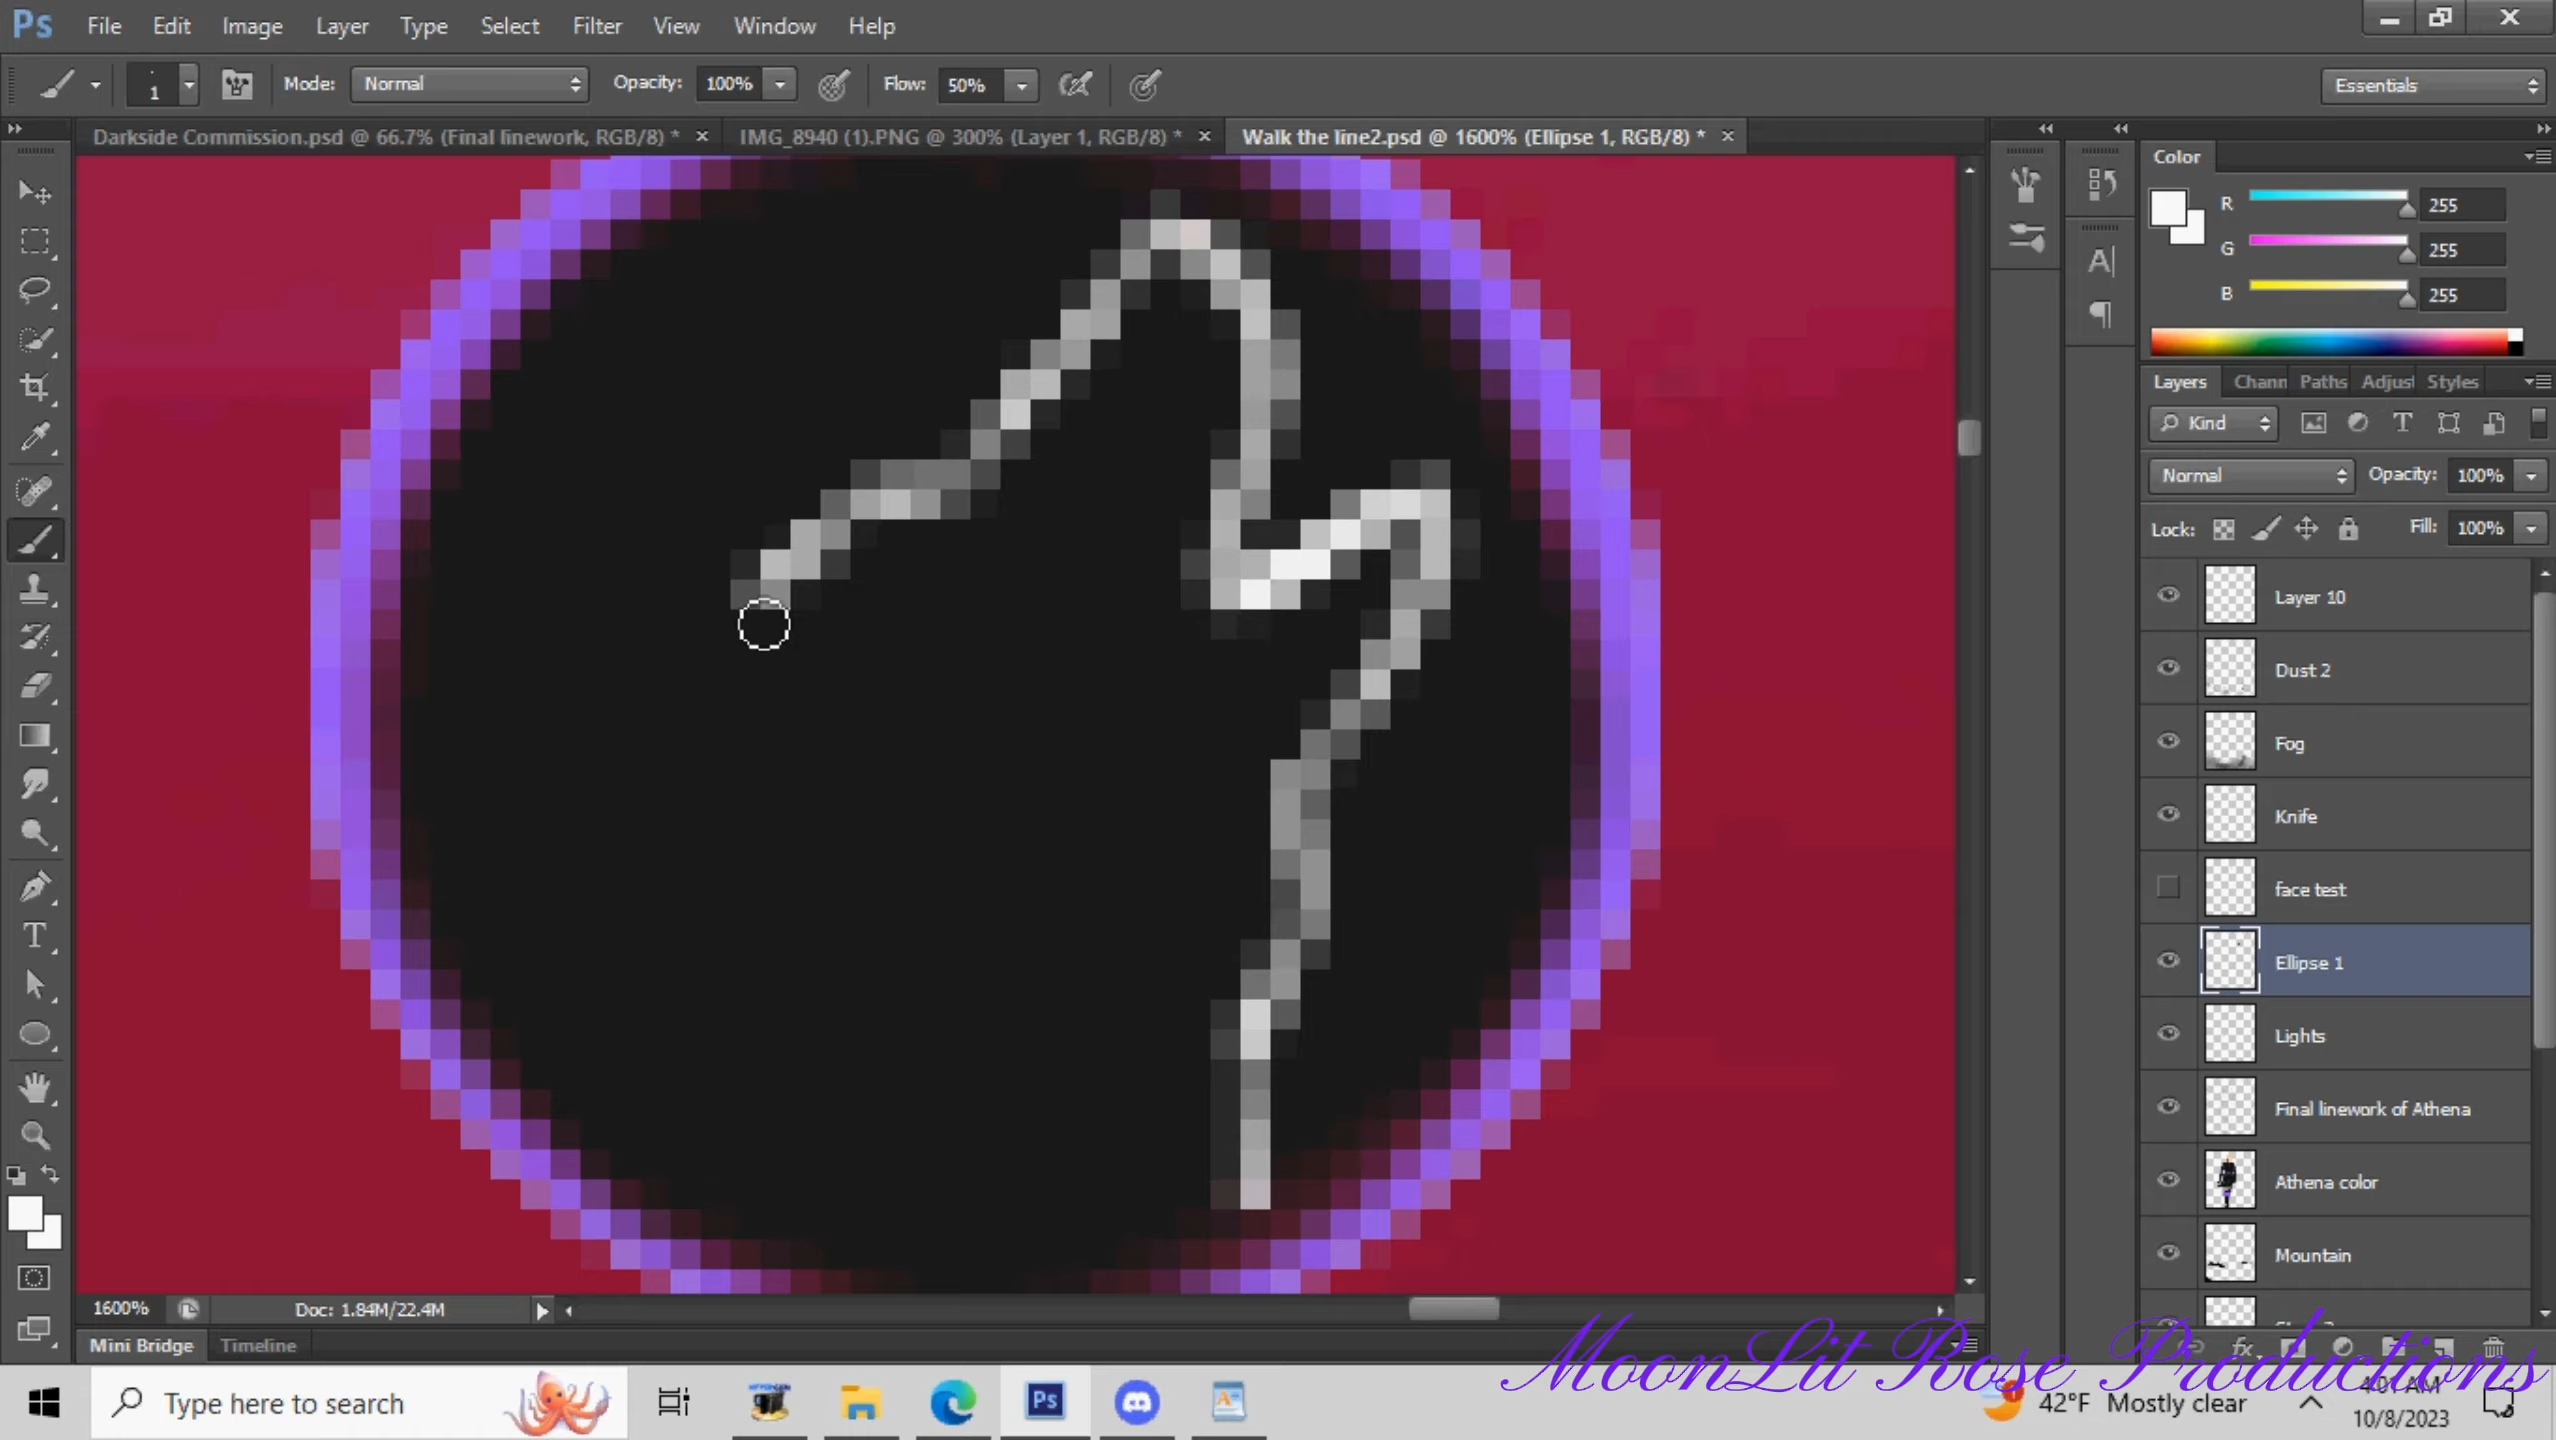 Ps File Edit Image Layer Type Select Filter View Window Help
1 Mode: Normal Opacity: 100% Flow: 50% Essentials
Darkside Commission.psd @ 66.7% (Final linework, RGB/8) * × IMG_8940 (1).PNG @ 300% (Layer 1, RGB/8) * × Walk the line2.psd @ 1600% (Ellipse 1, RGB/8) * ×
Color
R 255
G 255
B 255
Layers Chann Paths Adjust Styles
Kind
Normal Opacity: 100%
Lock: Fill: 100%
Layer 10
Dust 2
Fog
Knife
face test
Ellipse 1
Lights
Final linework of Athena
Athena color
Mountain
1600% Doc: 1.84M/22.4M
Mini Bridge Timeline
MoonLit Rose Productions
Type here to search
Ps
42°F Mostly clear
4:01 AM
10/8/2023